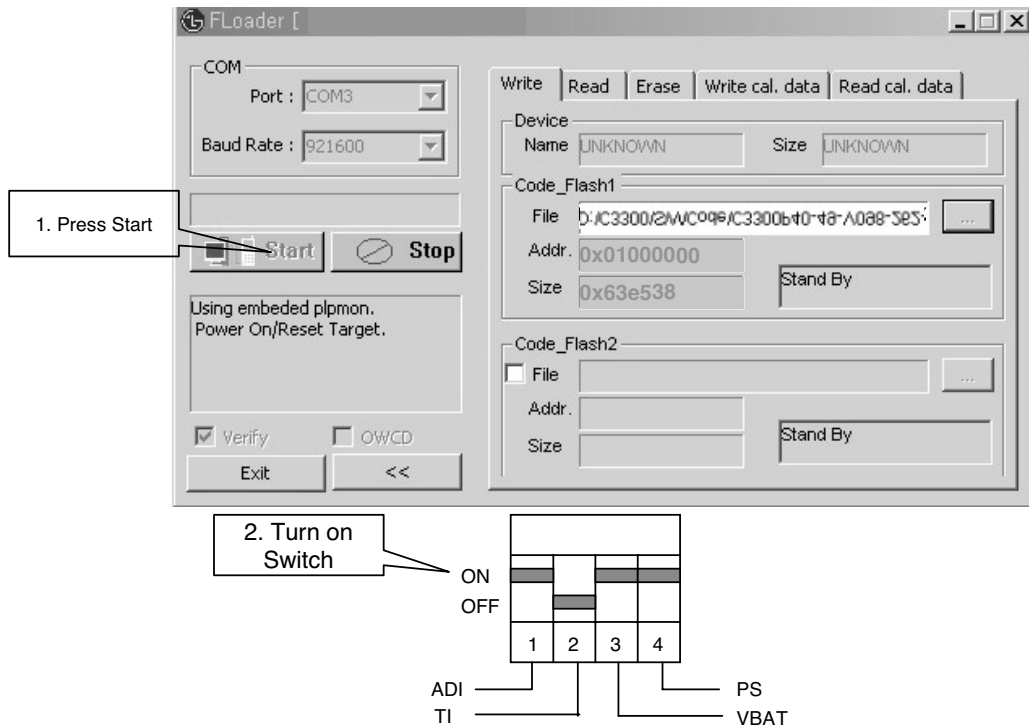 FLoader [
COM
Port : COM3
Baud Rate : 921600
1. Press Start
Start Stop
Using embeded plpmon.
Power On/Reset Target.
Verify OWCD
Exit <<
Write Read Erase Write cal. data Read cal. data
Device
Name UNKNOWN Size UNKNOWN
Code_Flash1
File ...
Addr. 0x01000000
Size 0x63e538
Stand By
Code_Flash2
File ...
Addr.
Size
Stand By
2. Turn on
Switch
ON
OFF
1 2 3 4
ADI PS
TI VBAT